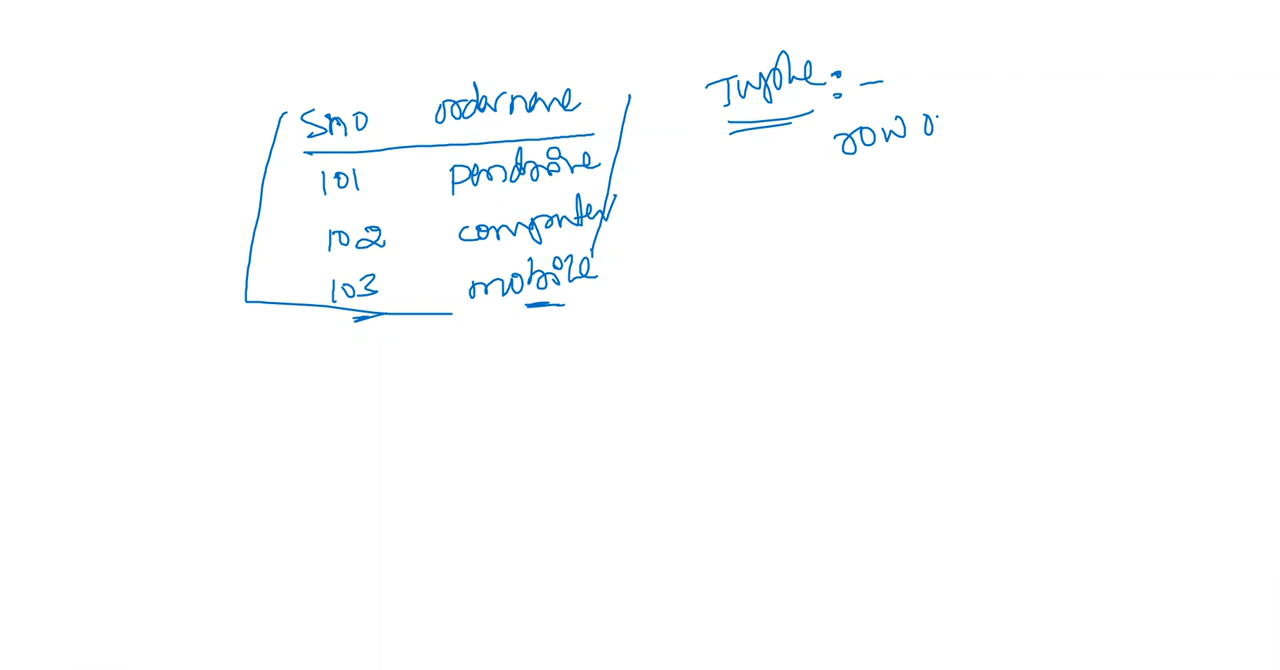 Sno ordername
101 pendrive
102 computer
103 mobile
Tuple : -
row o